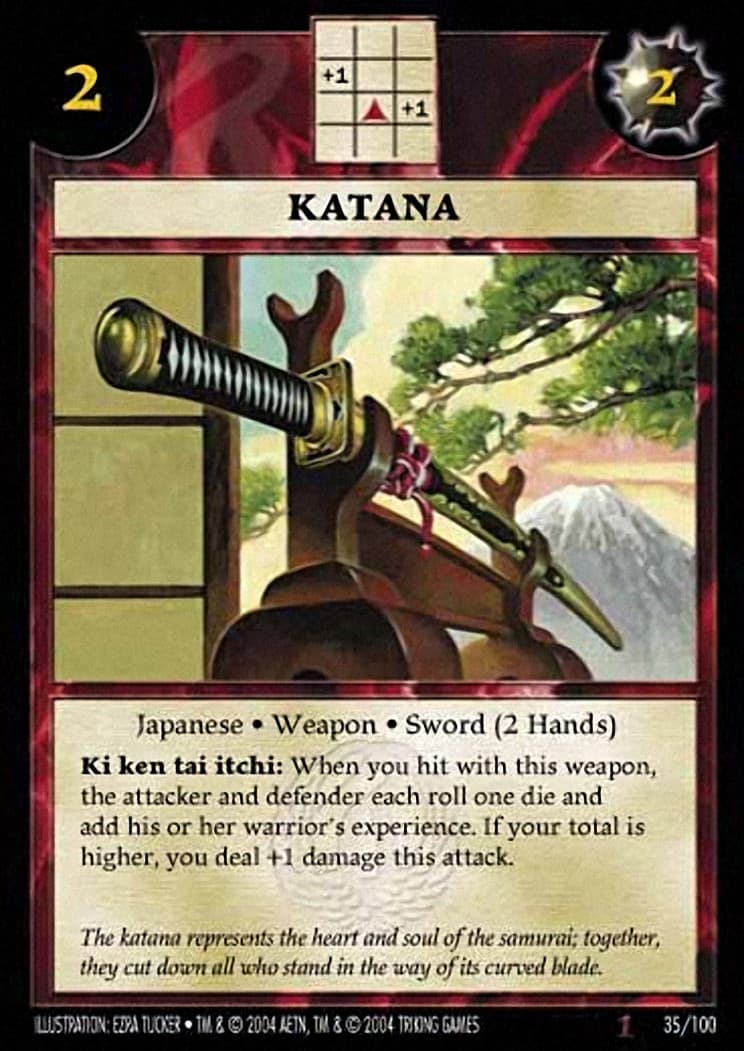 2
+1
+1
2
KATANA
Japanese • Weapon • Sword (2 Hands)
Ki ken tai itchi: When you hit with this weapon,
the attacker and defender each roll one die and
add his or her warrior's experience. If your total is
higher, you deal +1 damage this attack.
The katana represents the heart and soul of the samurai; together,
they cut down all who stand in the way of its curved blade.
ILLUSTRATION: EZRA TUCKER • TM & © 2004 AETN, TM & © 2004 TRIKING GAMES 1 35/100